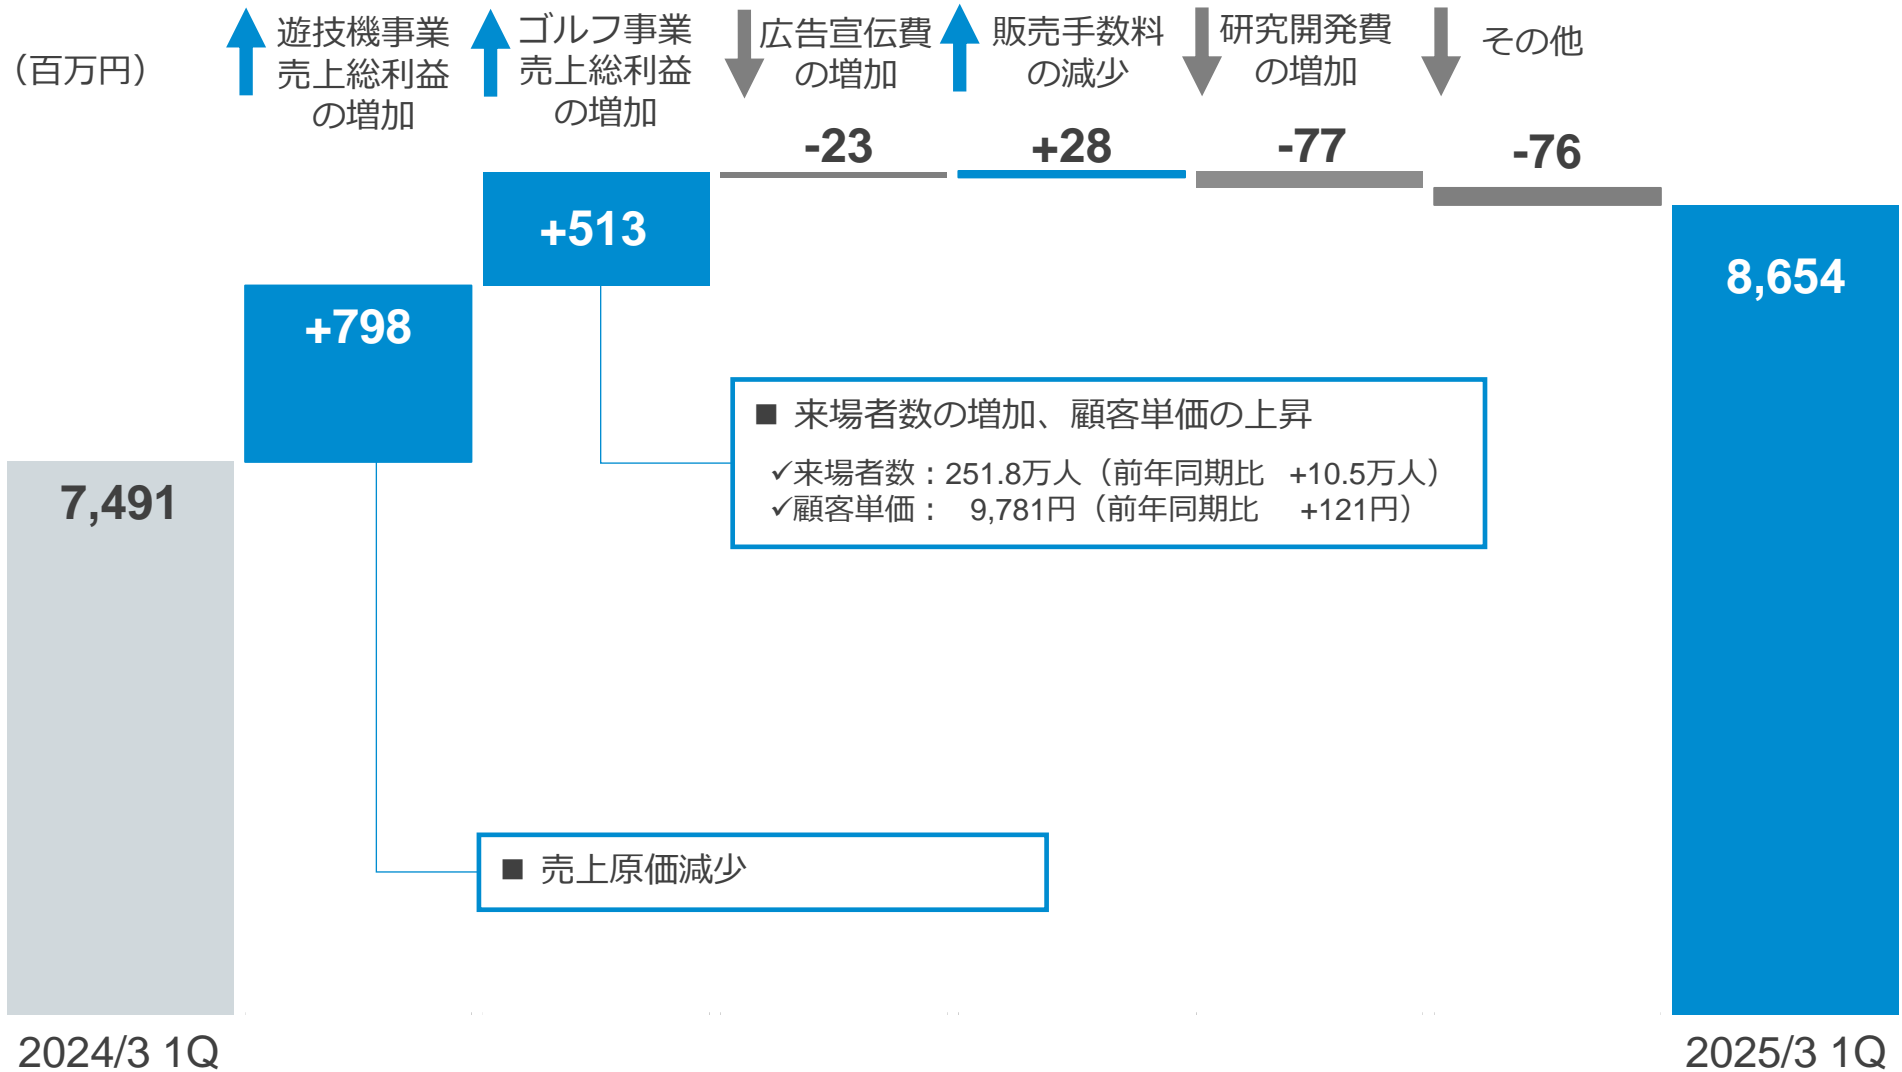 （百万円）
遊技機事業
売上総利益
の増加
ゴルフ事業
売上総利益
の増加
広告宣伝費
の増加
販売手数料
の減少
研究開発費
の増加
その他
-23
+28
-77
-76
+513
+798
8,654
7,491
■ 来場者数の増加、顧客単価の上昇
✓来場者数：251.8万人（前年同期比 +10.5万人）
✓顧客単価： 9,781円（前年同期比 +121円）
■ 売上原価減少
2024/3 1Q
2025/3 1Q